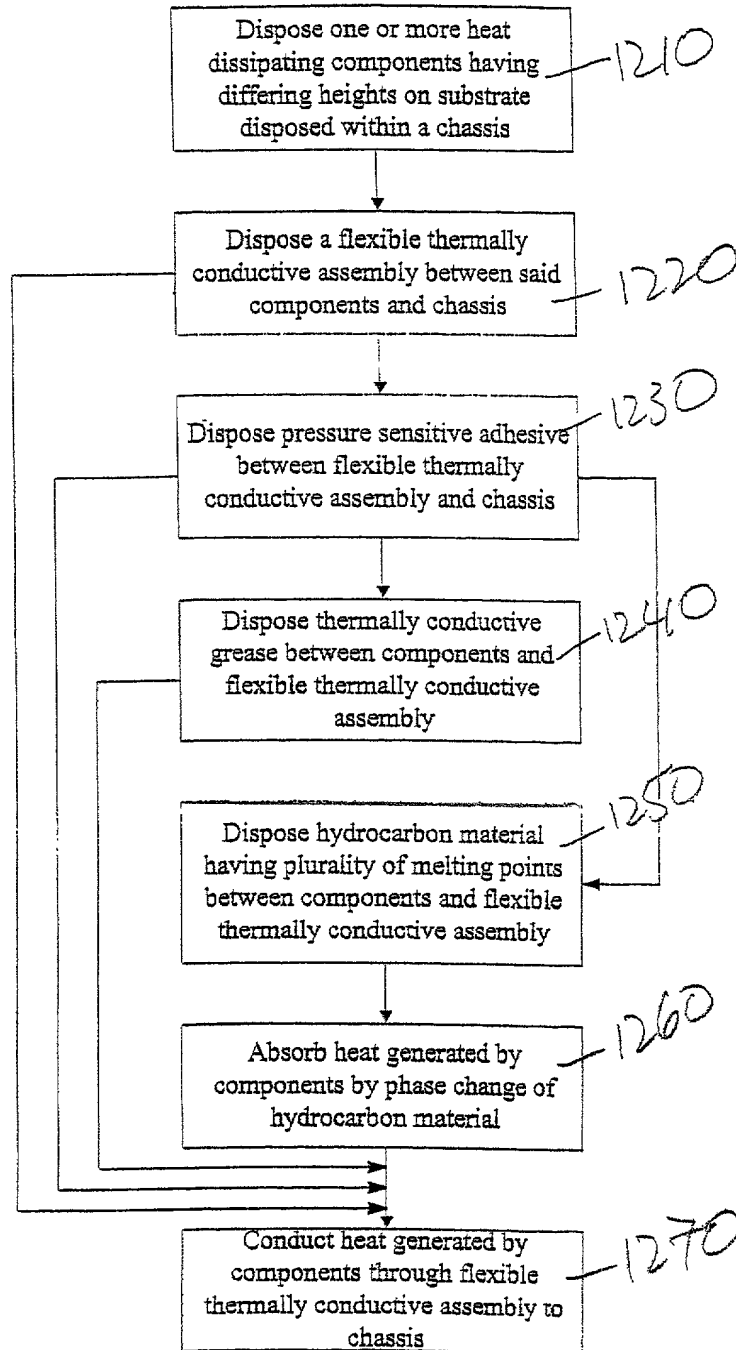 Dispose one or more heat
dissipating components having
differing heights on substrate
disposed within a chassis
1210
Dispose a flexible thermally
conductive assembly between said
components and chassis
1220
Dispose pressure sensitive adhesive
between flexible thermally
conductive assembly and chassis
1230
Dispose thermally conductive
grease between components and
flexible thermally conductive
assembly
1240
Dispose hydrocarbon material
having plurality of melting points
between components and flexible
thermally conductive assembly
1250
Absorb heat generated by
components by phase change of
hydrocarbon material
1260
Conduct heat generated by
components through flexible
thermally conductive assembly to
chassis
1270